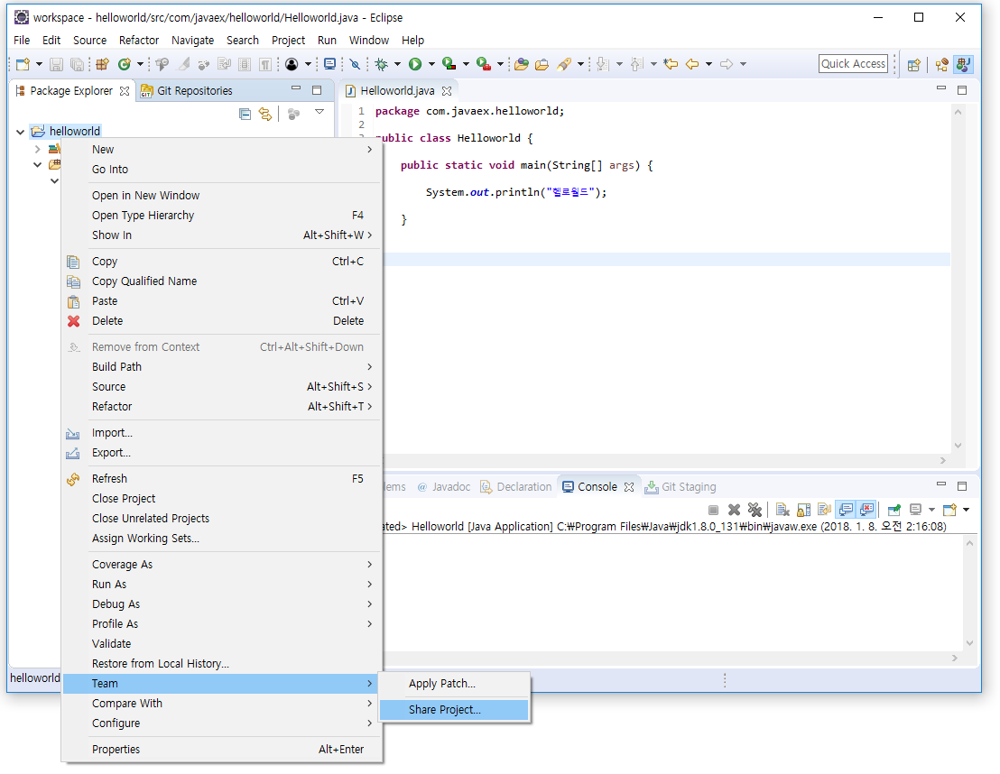 workspace - helloworld/src/com/javaex/helloworld/Helloworld.java - Eclipse
File Edit Source Refactor Navigate Search Project Run Window Help
Quick Access
Package Explorer Git Repositories
Helloworld.java
helloworld
1 package com.javaex.helloworld;
2
public class Helloworld {
public static void main(String[] args) {
System.out.println("헬로월드");
}
New
Go Into
Open in New Window
Open Type Hierarchy F4
Show In Alt+Shift+W
Copy Ctrl+C
Copy Qualified Name
Paste Ctrl+V
Delete Delete
Remove from Context Ctrl+Alt+Shift+Down
Build Path
Source Alt+Shift+S
Refactor Alt+Shift+T
Import...
Export...
Refresh F5
Close Project
Close Unrelated Projects
Assign Working Sets...
Coverage As
Run As
Debug As
Profile As
Validate
Restore from Local History...
Team
Compare With
Configure
Properties Alt+Enter
Apply Patch...
Share Project...
lems @ Javadoc Declaration Console Git Staging
ated> Helloworld [Java Application] C:₩Program Files₩Java₩jdk1.8.0_131₩bin₩javaw.exe (2018. 1. 8. 오전 2:16:08)
helloworld